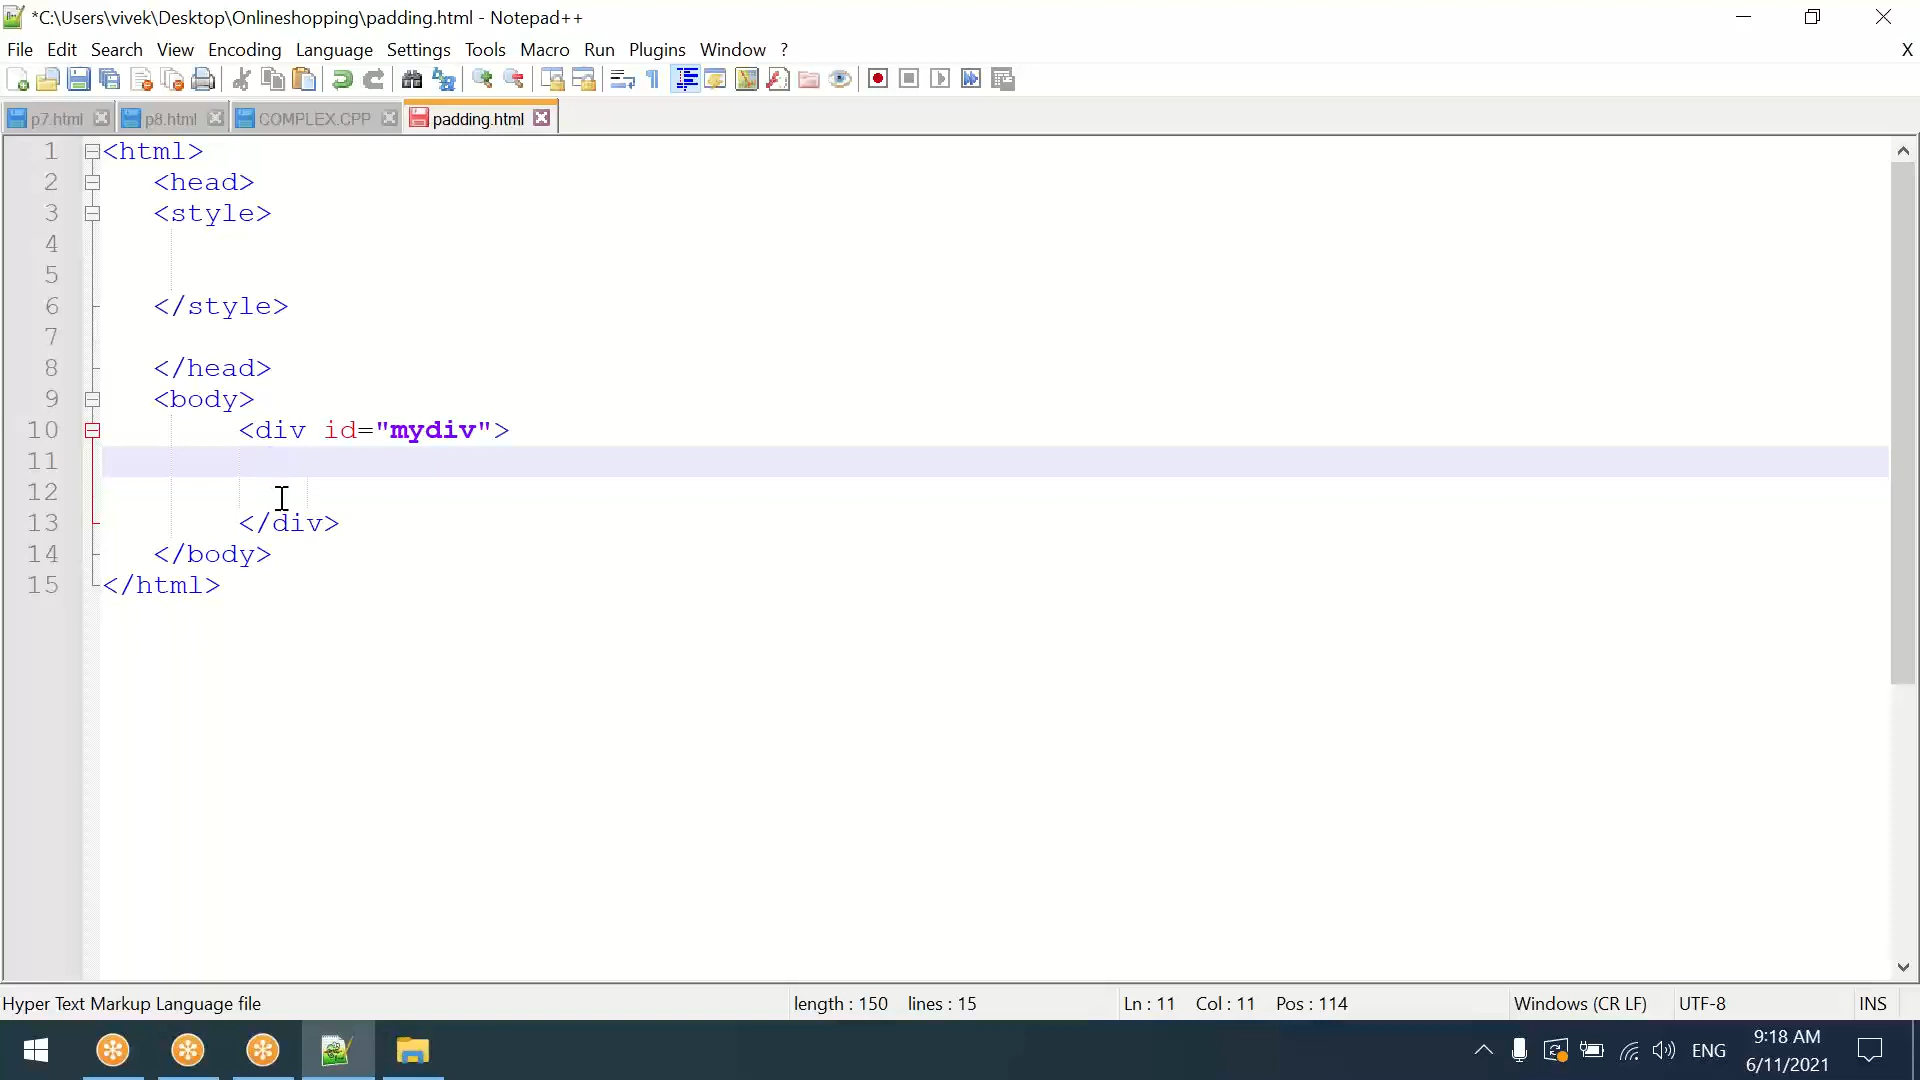 *C:\Users\vivek\Desktop\Onlineshopping\padding.html - Notepad++
File Edit Search View Encoding Language Settings Tools Macro Run Plugins Window ? X
p7.html p8.html COMPLEX.CPP padding.html
1 <html>
2 <head>
3 <style>
4
5
6 </style>
7
8 </head>
9 <body>
10 <div id="mydiv">
11
12
13 </div>
14 </body>
15 </html>
Hyper Text Markup Language file length : 150 lines : 15 Ln : 11 Col : 11 Pos : 114 Windows (CR LF) UTF-8 INS
ENG 9:18 AM
6/11/2021